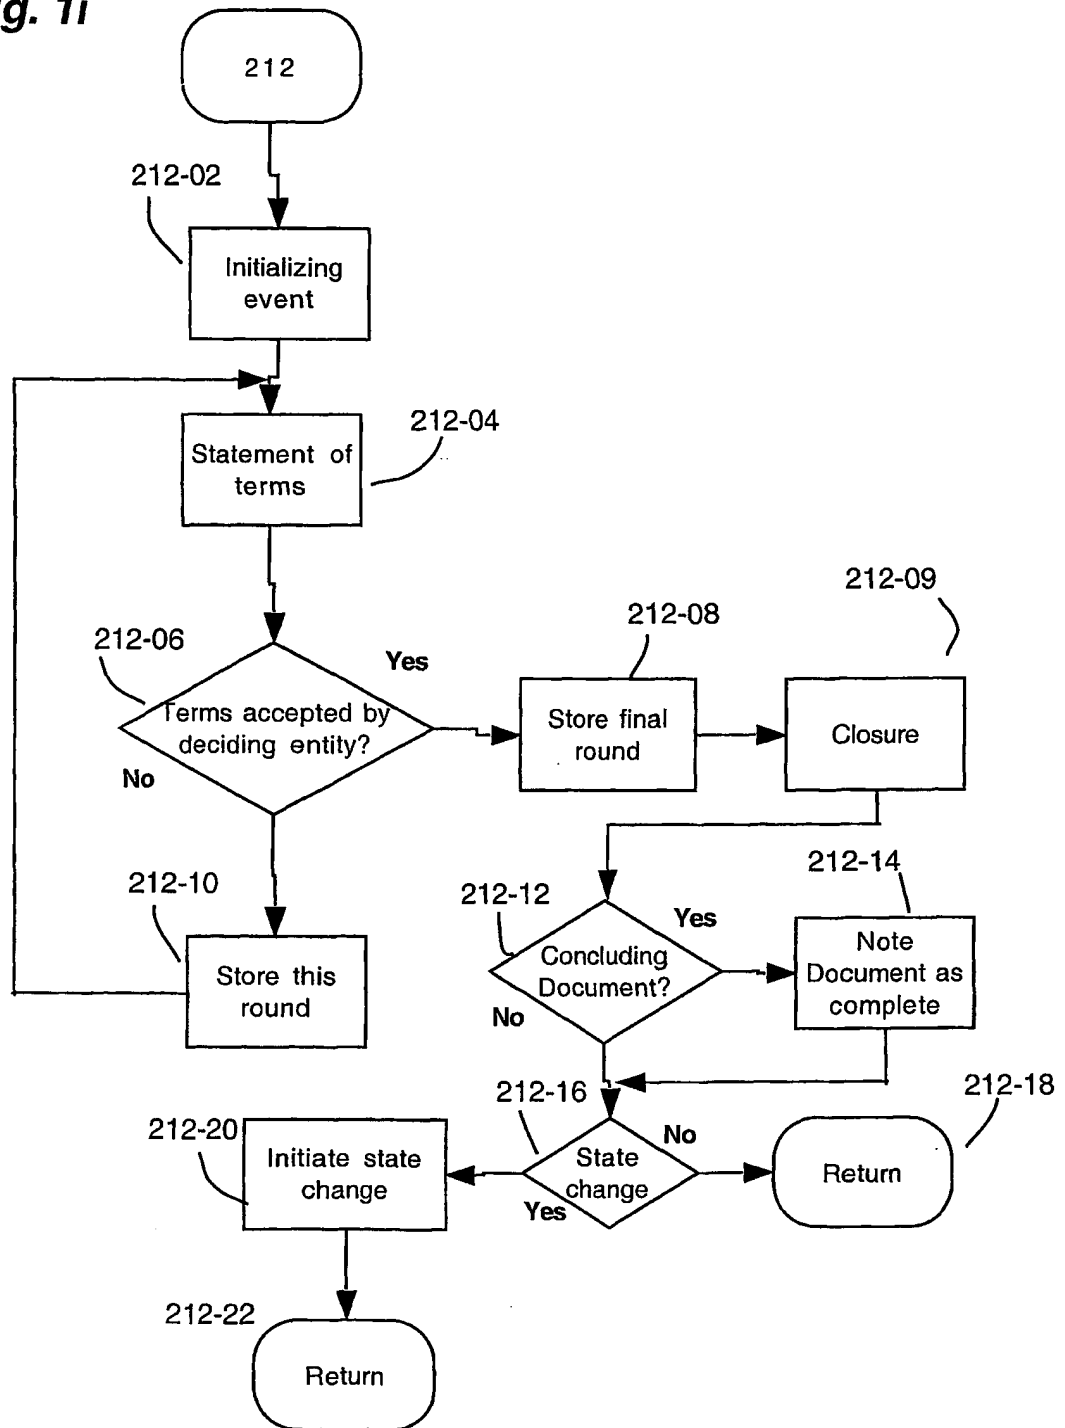 g. 1i
212
212-02
Initializing
event
212-04
Statement of
terms
212-06
Yes
Terms accepted by
deciding entity?
No
212-08
Store final
round
212-09
Closure
212-10
Store this
round
212-12
Yes
Concluding
Document?
No
212-14
Note
Document as
complete
212-16
No
State
change
Yes
212-18
Return
212-20
Initiate state
change
212-22
Return